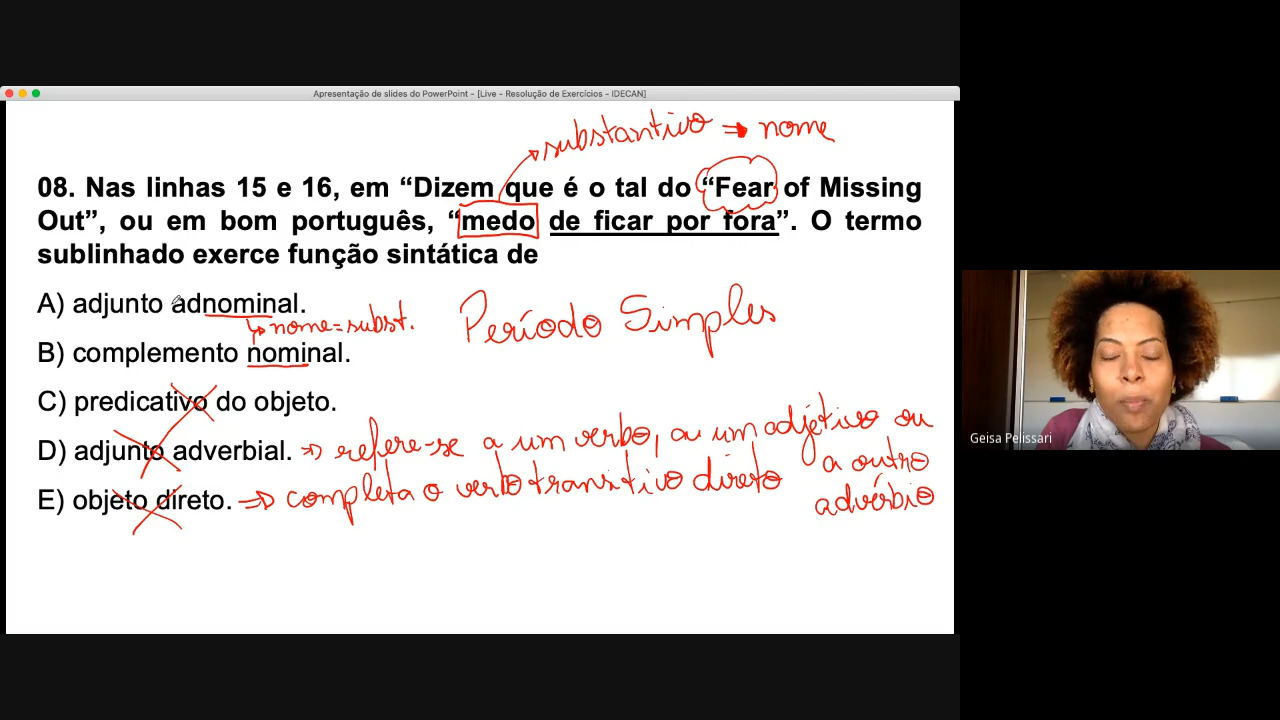 Apresentação de slides do PowerPoint - [Live - Resolução de Exercícios - IDECAN]
substantivo ⇒ nome
08. Nas linhas 15 e 16, em “Dizem que é o tal do “Fear of Missing
Out”, ou em bom português, “medo de ficar por fora”. O termo
sublinhado exerce função sintática de
A) adjunto adnominal.
nome = subst.
Período Simples
B) complemento nominal.
C) predicativo do objeto.
D) adjunto adverbial. ⇒ refere-se a um verbo, a um adjetivo ou
a outro
advérbio
E) objeto direto. ⇒ completa o verbo transitivo direto
Geisa Pelissari